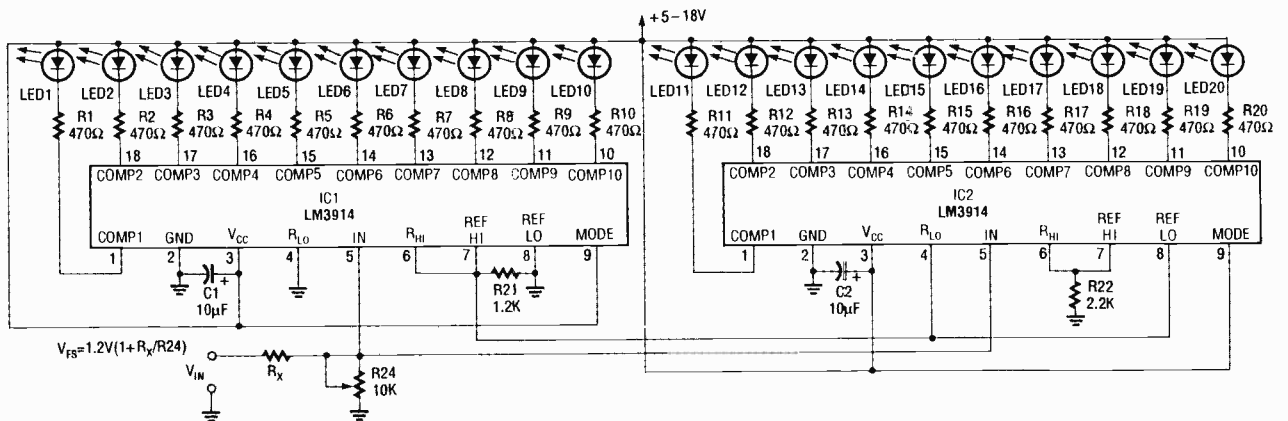 +5-18V
LED1 LED2 LED3 LED4 LED5 LED6 LED7 LED8 LED9 LED10 LED11 LED12 LED13 LED14 LED15 LED16 LED17 LED18 LED19 LED20
R1 470Ω R2 470Ω R3 470Ω R4 470Ω R5 470Ω R6 470Ω R7 470Ω R8 470Ω R9 470Ω R10 470Ω
R11 470Ω R12 470Ω R13 470Ω R14 470Ω R15 470Ω R16 470Ω R17 470Ω R18 470Ω R19 470Ω R20 470Ω
18 17 16 15 14 13 12 11 10
COMP2 COMP3 COMP4 COMP5 COMP6 COMP7 COMP8 COMP9 COMP10
IC1
LM3914
COMP1 GND VCC RLO IN RHI REF HI REF LO MODE
1 2 3 4 5 6 7 8 9
C1
10µF
+
R21
1.2K
18 17 16 15 14 13 12 11 10
COMP2 COMP3 COMP4 COMP5 COMP6 COMP7 COMP8 COMP9 COMP10
IC2
LM3914
COMP1 GND VCC RLO IN RHI REF HI REF LO MODE
1 2 3 4 5 6 7 8 9
C2
10µF
+
R22
2.2K
VFS=1.2V(1+RX/R24)
VIN
RX
R24
10K